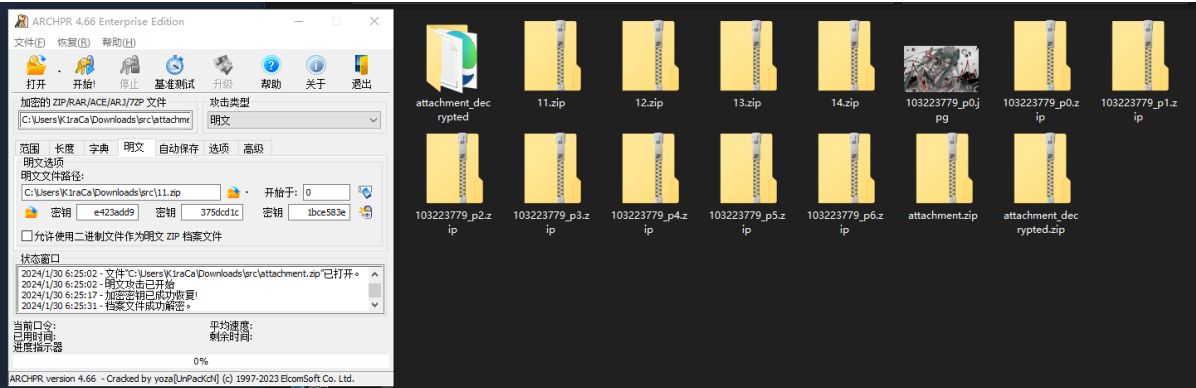 ARCHPR 4.66 Enterprise Edition
文件(F) 恢复(R) 帮助(H)
打开 开始! 停止 基准测试 升级 帮助 关于 退出
加密的 ZIP/RAR/ACE/ARJ/7ZP 文件
攻击类型
C:\Users\K1raCa\Downloads\src\attachme
明文
范围 长度 字典 明文 自动保存 选项 高级
明文选项
明文文件路径:
C:\Users\K1raCa\Downloads\src\11.zip
开始于: 0
密钥 e423add9 密钥 375dcd1c 密钥 1bce583e
允许使用二进制文件作为明文 ZIP 档案文件
状态窗口
2024/1/30 6:25:02 - 文件"C:\Users\K1raCa\Downloads\src\attachment.zip"已打开。
2024/1/30 6:25:02 - 明文攻击已开始
2024/1/30 6:25:17 - 加密密钥已成功恢复!
2024/1/30 6:25:31 - 档案文件成功解密。
当前口令: 平均速度:
已用时间: 剩余时间:
进度指示器
0%
ARCHPR version 4.66 - Cracked by yoza[UnPacKcN] (c) 1997-2023 ElcomSoft Co. Ltd.
attachment_dec
rypted
11.zip
12.zip
13.zip
14.zip
103223779_p0.j
pg
103223779_p0.z
ip
103223779_p1.z
ip
103223779_p2.z
ip
103223779_p3.z
ip
103223779_p4.z
ip
103223779_p5.z
ip
103223779_p6.z
ip
attachment.zip
attachment_dec
rypted.zip